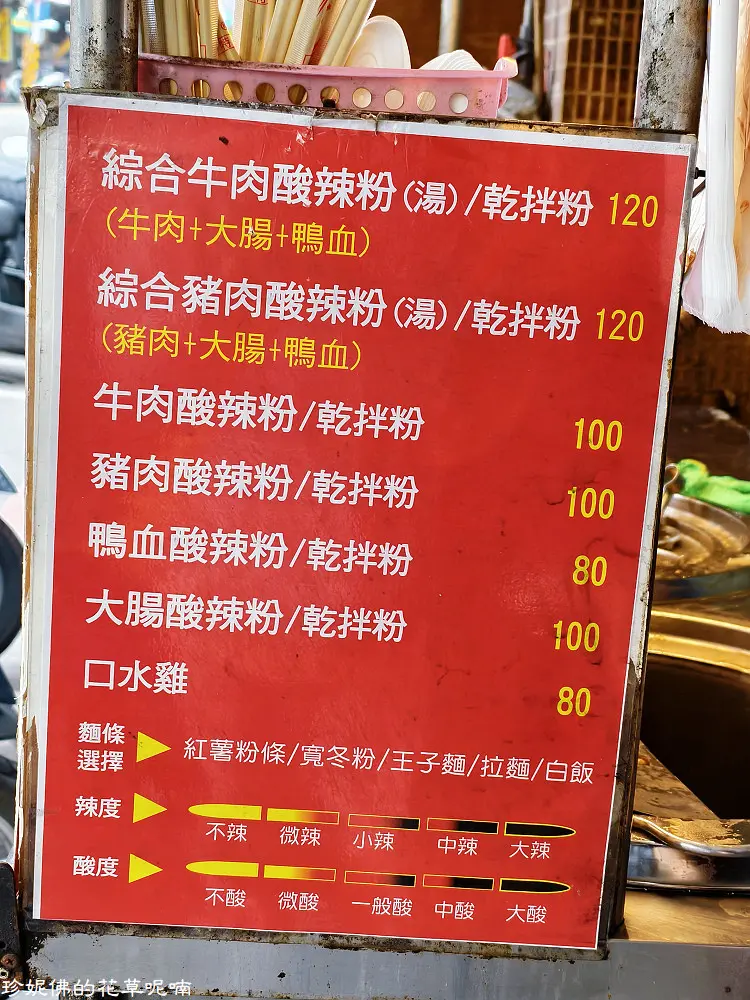 綜合牛肉酸辣粉(湯)/乾拌粉 120
(牛肉+大腸+鴨血)
綜合豬肉酸辣粉(湯)/乾拌粉 120
(豬肉+大腸+鴨血)
牛肉酸辣粉/乾拌粉 100
豬肉酸辣粉/乾拌粉 100
鴨血酸辣粉/乾拌粉 80
大腸酸辣粉/乾拌粉 100
口水雞 80
麵條
選擇 紅薯粉條/寬冬粉/王子麵/拉麵/白飯
辣度 不辣 微辣 小辣 中辣 大辣
酸度 不酸 微酸 一般酸 中酸 大酸
珍妮佛的花草呢喃